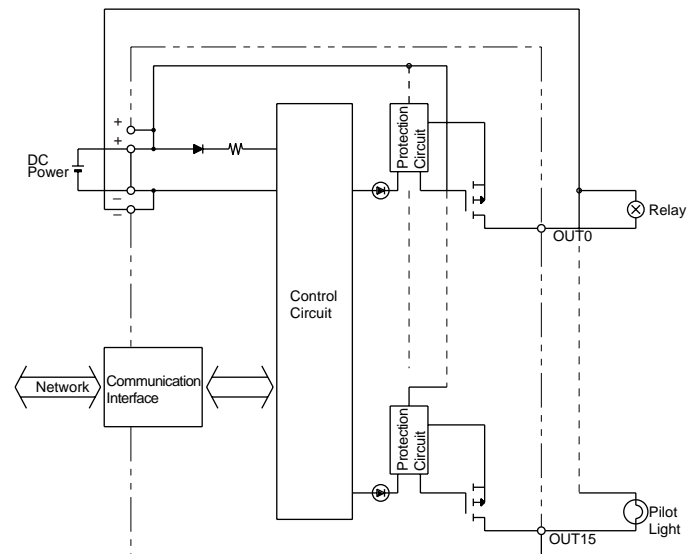 +
+
DC
Power
−
−
Protection
Circuit
Relay
OUT0
Control
Circuit
Network
Communication
Interface
Protection
Circuit
Pilot
Light
OUT15